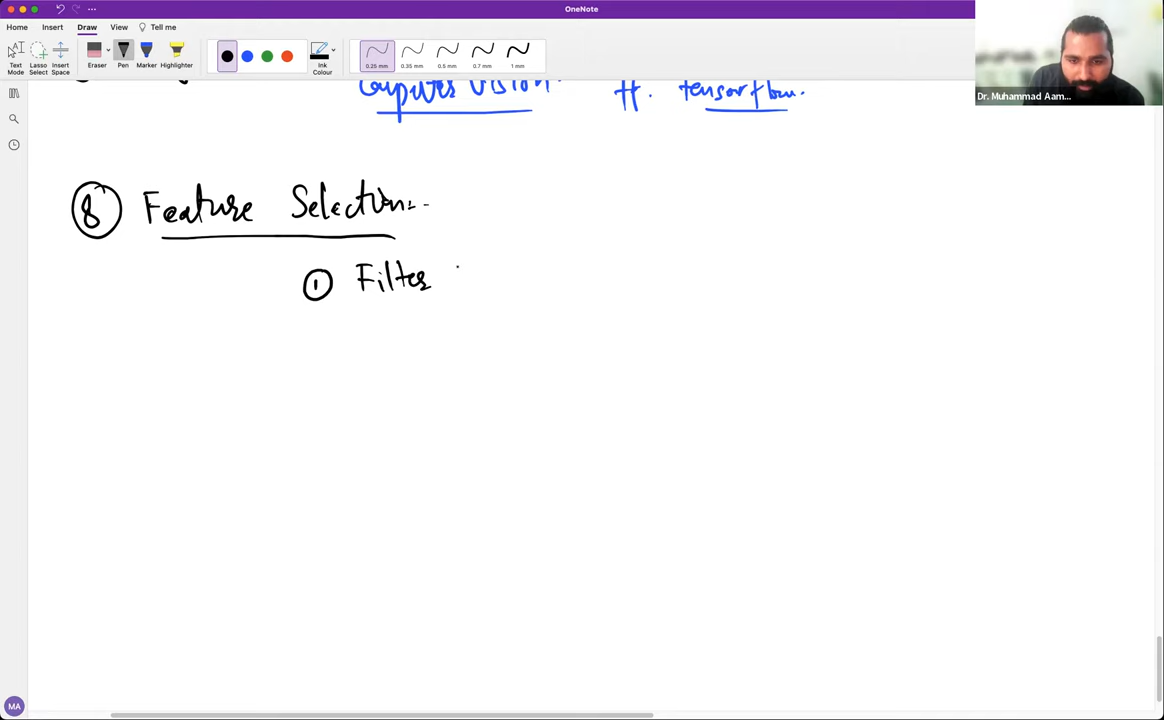 OneNote
Home Insert Draw View Tell me
Text Mode Lasso Select Insert Space Eraser Pen Marker Highlighter Ink Colour 0.25 mm 0.35 mm 0.5 mm 0.7 mm 1 mm
Dr. Muhammad Aam...
Computer Vision. tf. tensorflow.
8 Feature Selection:-
1 Filter
MA